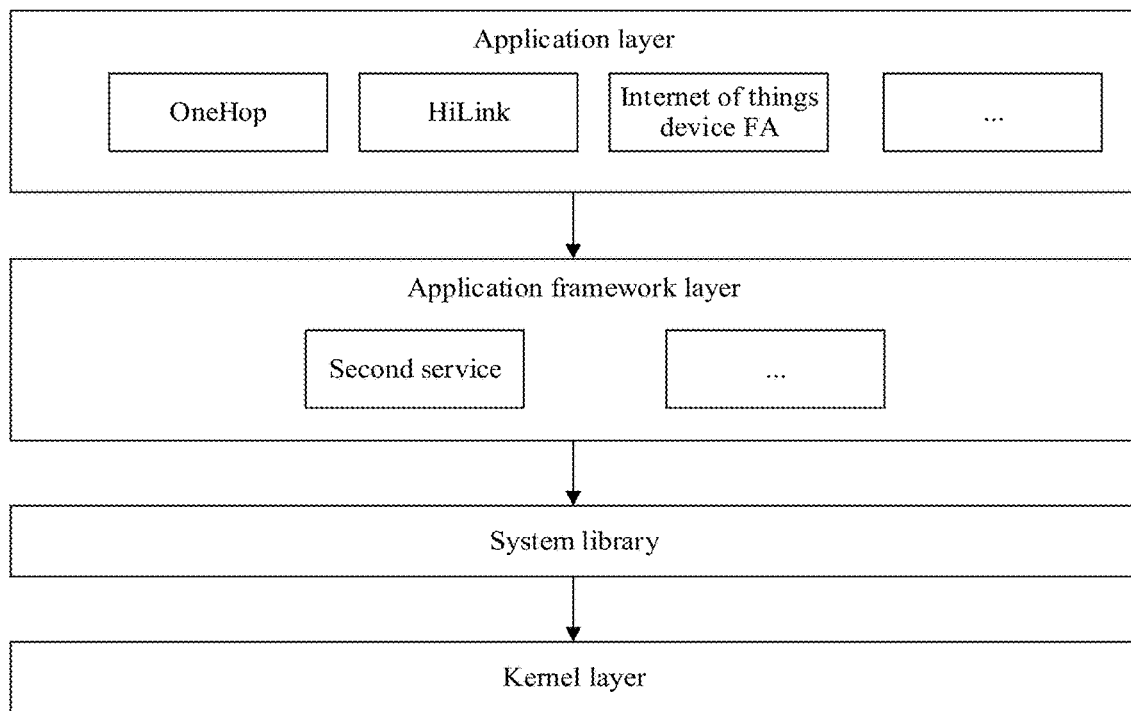 Application layer
OneHop
HiLink
Internet of things
device FA
...
Application framework layer
Second service
...
System library
Kernel layer